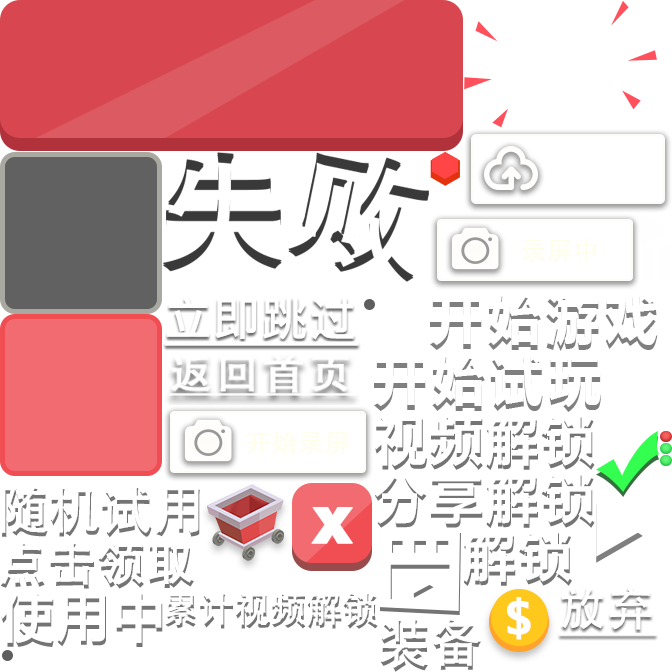 失败
录屏中
立即跳过
开始游戏
返回首页
开始试玩
开始录屏
视频解锁
随机试用
分享解锁
点击领取
解锁
使用中
累计视频解锁
$
放弃
装备